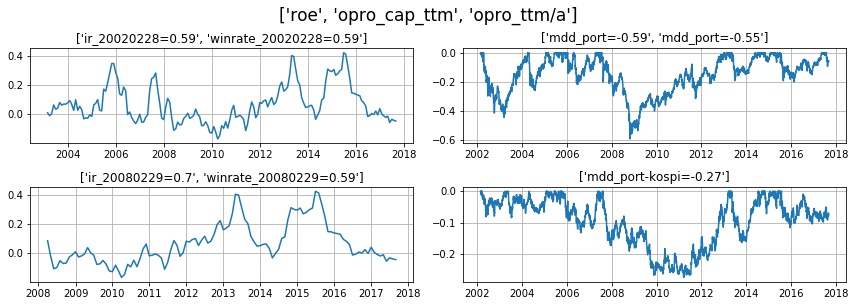 ['roe', 'opro_cap_ttm', 'opro_ttm/a']
['ir_20020228=0.59', 'winrate_20020228=0.59']
0.4
0.2
0.0
2004 2006 2008 2010 2012 2014 2016 2018
['mdd_port=-0.59', 'mdd_port=-0.55']
0.0
−0.2
−0.4
−0.6
2002 2004 2006 2008 2010 2012 2014 2016 2018
['ir_20080229=0.7', 'winrate_20080229=0.59']
0.4
0.2
0.0
2008 2009 2010 2011 2012 2013 2014 2015 2016 2017 2018
['mdd_port-kospi=-0.27']
0.0
−0.1
−0.2
2002 2004 2006 2008 2010 2012 2014 2016 2018